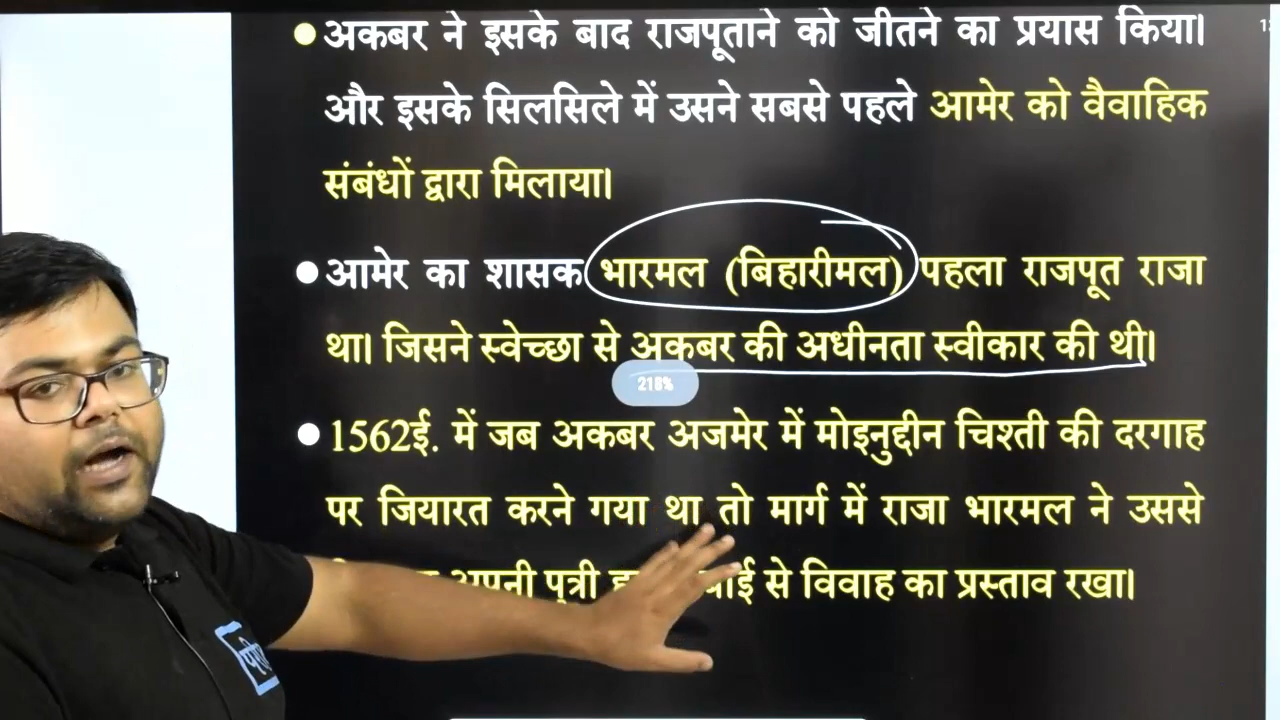 अकबर ने इसके बाद राजपूताने को जीतने का प्रयास किया।
और इसके सिलसिले में उसने सबसे पहले आमेर को वैवाहिक
संबंधों द्वारा मिलाया।
आमेर का शासक भारमल (बिहारीमल) पहला राजपूत राजा
था। जिसने स्वेच्छा से अकबर की अधीनता स्वीकार की थी।
218%
1562ई. में जब अकबर अजमेर में मोइनुद्दीन चिश्ती की दरगाह
पर जियारत करने गया था तो मार्ग में राजा भारमल ने उससे
अपनी पुत्री से विवाह का प्रस्ताव रखा।